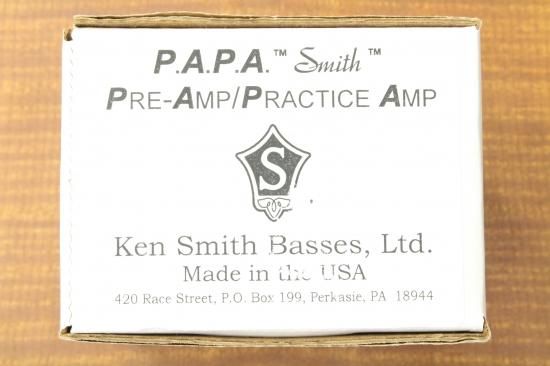 P.A.P.A.™ Smith™
PRE-AMP/PRACTICE AMP
S
Ken Smith Basses, Ltd.
Made in the USA
420 Race Street, P.O. Box 199, Perkasie, PA 18944